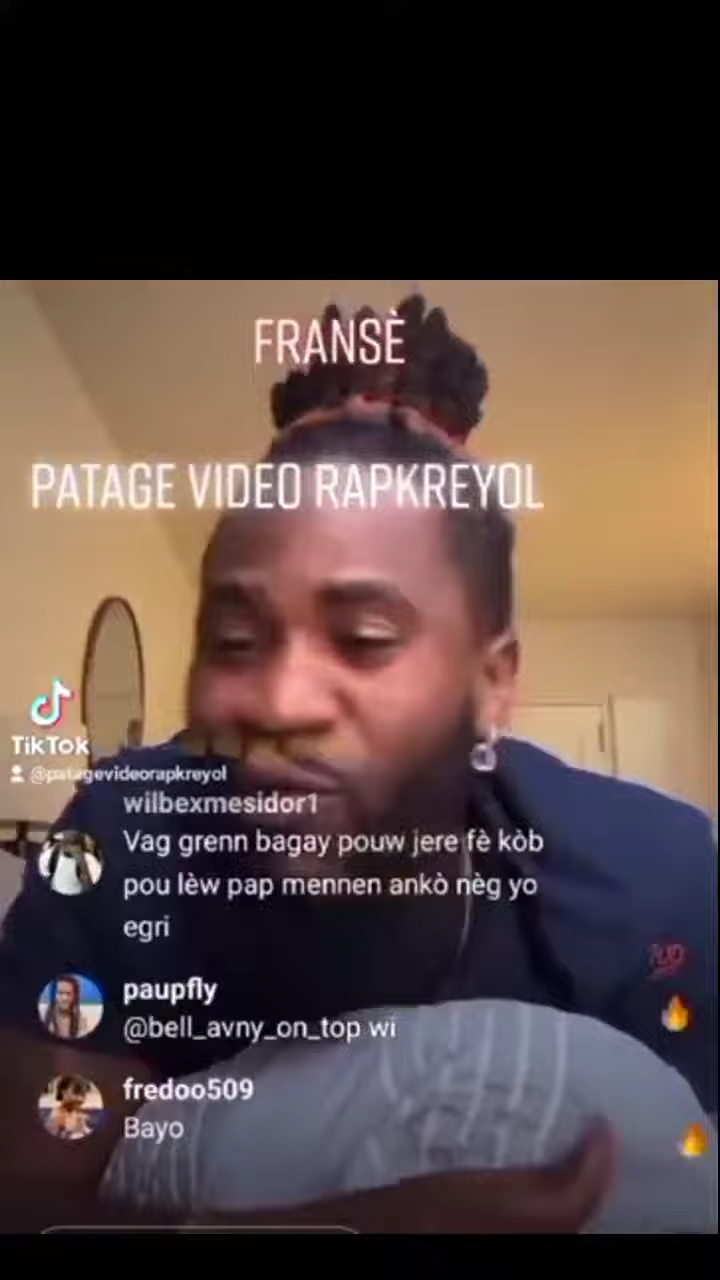 FRANSÈ
PATAGE VIDEO RAPKREYOL
TikTok
@patagevideorapkreyol
wilbexmesidor1
Vag grenn bagay pouw jere fè kòb
pou lèw pap mennen ankò nèg yo
egri
paupfly
@bell_avny_on_top wi
fredoo509
Bayo